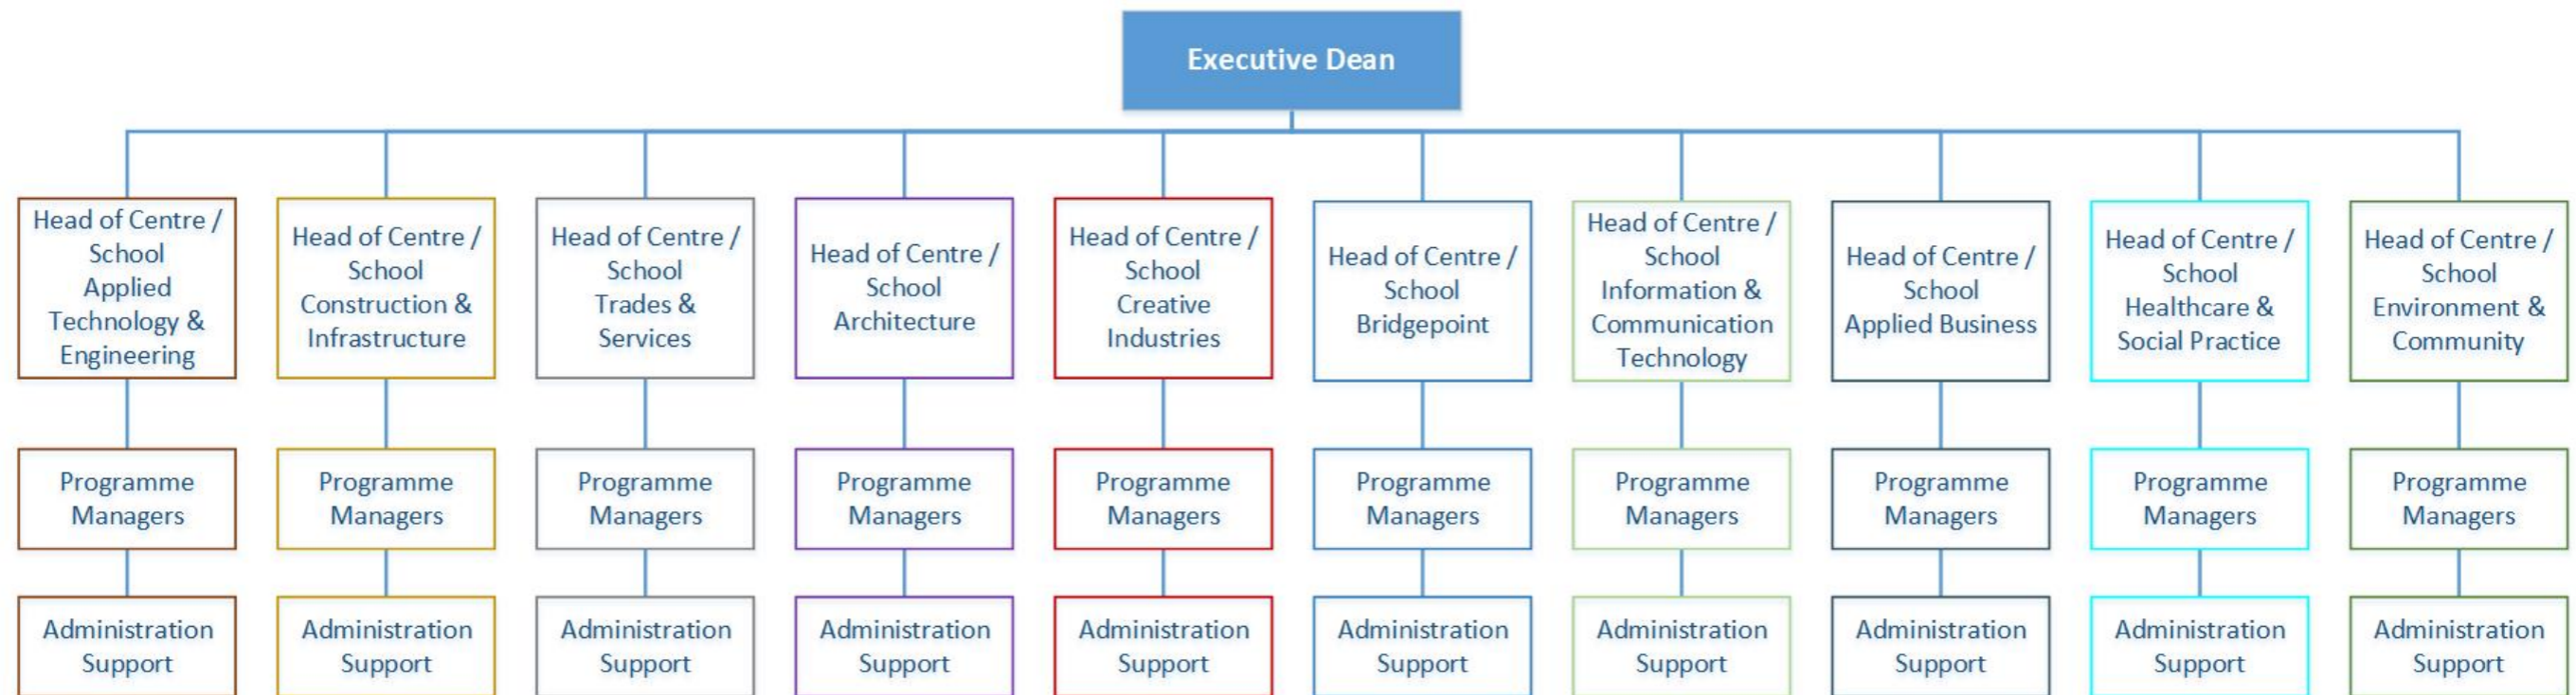 Executive Dean
Head of Centre /
School
Applied
Technology &
Engineering
Head of Centre /
School
Construction &
Infrastructure
Head of Centre /
School
Trades &
Services
Head of Centre /
School
Architecture
Head of Centre /
School
Creative
Industries
Head of Centre /
School
Bridgepoint
Head of Centre /
School
Information &
Communication
Technology
Head of Centre /
School
Applied Business
Head of Centre /
School
Healthcare &
Social Practice
Head of Centre /
School
Environment &
Community
Programme
Managers
Programme
Managers
Programme
Managers
Programme
Managers
Programme
Managers
Programme
Managers
Programme
Managers
Programme
Managers
Programme
Managers
Programme
Managers
Administration
Support
Administration
Support
Administration
Support
Administration
Support
Administration
Support
Administration
Support
Administration
Support
Administration
Support
Administration
Support
Administration
Support